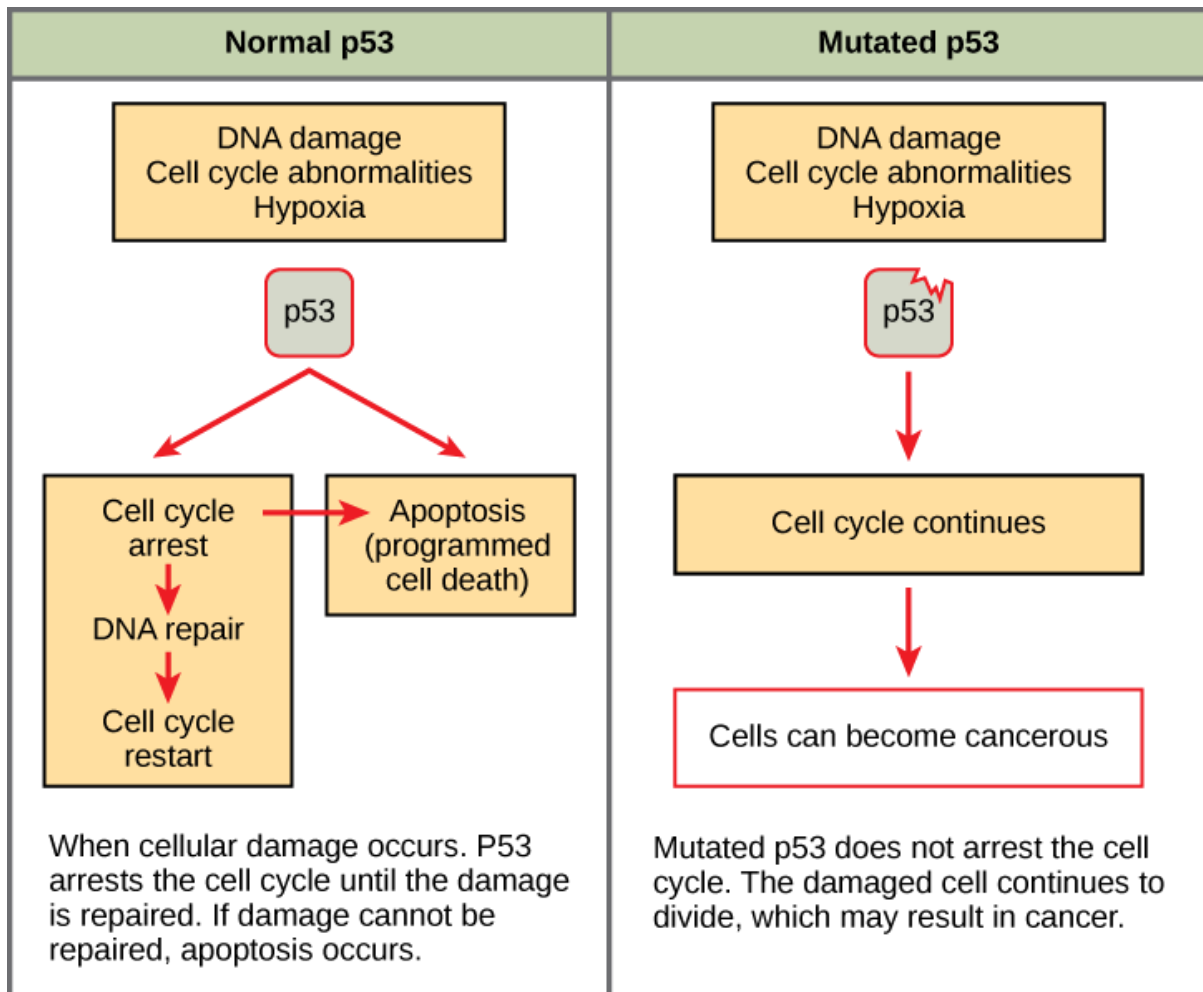 Normal p53
DNA damage
Cell cycle abnormalities
Hypoxia
p53
Cell cycle
arrest
DNA repair
Cell cycle
restart
Apoptosis
(programmed
cell death)
When cellular damage occurs. P53
arrests the cell cycle until the damage
is repaired. If damage cannot be
repaired, apoptosis occurs.
Mutated p53
DNA damage
Cell cycle abnormalities
Hypoxia
p53
Cell cycle continues
Cells can become cancerous
Mutated p53 does not arrest the cell
cycle. The damaged cell continues to
divide, which may result in cancer.